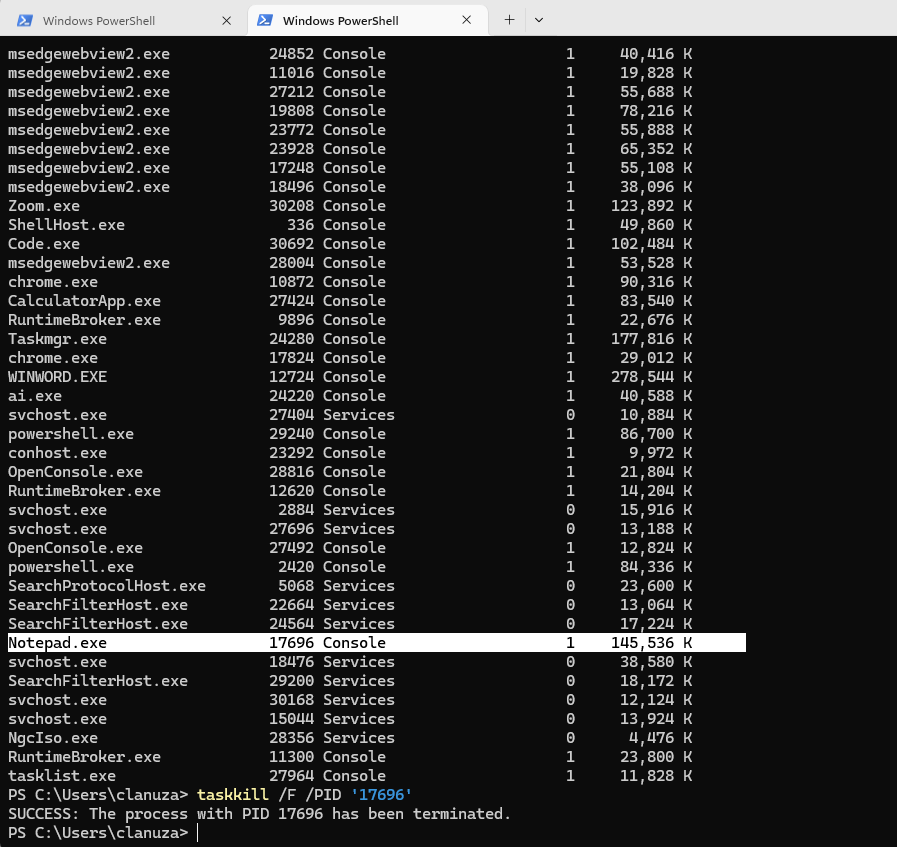 Windows PowerShell
Windows PowerShell
msedgewebview2.exe 24852 Console 1 40,416 K
msedgewebview2.exe 11016 Console 1 19,828 K
msedgewebview2.exe 27212 Console 1 55,688 K
msedgewebview2.exe 19808 Console 1 78,216 K
msedgewebview2.exe 23772 Console 1 55,888 K
msedgewebview2.exe 23928 Console 1 65,352 K
msedgewebview2.exe 17248 Console 1 55,108 K
msedgewebview2.exe 18496 Console 1 38,096 K
Zoom.exe 30208 Console 1 123,892 K
ShellHost.exe 336 Console 1 49,860 K
Code.exe 30692 Console 1 102,484 K
msedgewebview2.exe 28004 Console 1 53,528 K
chrome.exe 10872 Console 1 90,316 K
CalculatorApp.exe 27424 Console 1 83,540 K
RuntimeBroker.exe 9896 Console 1 22,676 K
Taskmgr.exe 24280 Console 1 177,816 K
chrome.exe 17824 Console 1 29,012 K
WINWORD.EXE 12724 Console 1 278,544 K
ai.exe 24220 Console 1 40,588 K
svchost.exe 27404 Services 0 10,884 K
powershell.exe 29240 Console 1 86,700 K
conhost.exe 23292 Console 1 9,972 K
OpenConsole.exe 28816 Console 1 21,804 K
RuntimeBroker.exe 12620 Console 1 14,204 K
svchost.exe 2884 Services 0 15,916 K
svchost.exe 27696 Services 0 13,188 K
OpenConsole.exe 27492 Console 1 12,824 K
powershell.exe 2420 Console 1 84,336 K
SearchProtocolHost.exe 5068 Services 0 23,600 K
SearchFilterHost.exe 22664 Services 0 13,064 K
SearchFilterHost.exe 24564 Services 0 17,224 K
Notepad.exe 17696 Console 1 145,536 K
svchost.exe 18476 Services 0 38,580 K
SearchFilterHost.exe 29200 Services 0 18,172 K
svchost.exe 30168 Services 0 12,124 K
svchost.exe 15044 Services 0 13,924 K
NgcIso.exe 28356 Services 0 4,476 K
RuntimeBroker.exe 11300 Console 1 23,800 K
tasklist.exe 27964 Console 1 11,828 K
PS C:\Users\clanuza> taskkill /F /PID '17696'
SUCCESS: The process with PID 17696 has been terminated.
PS C:\Users\clanuza>